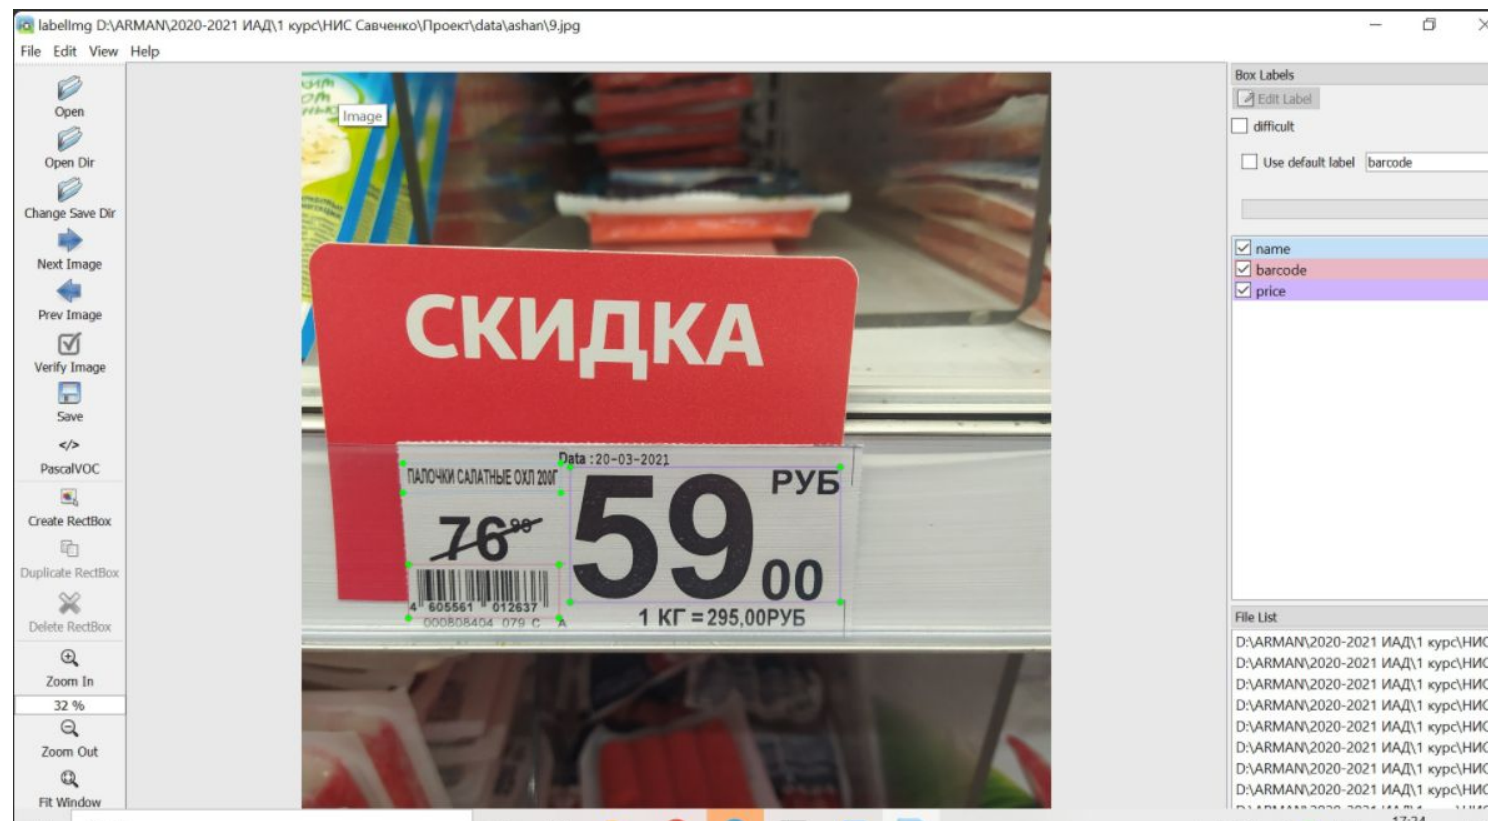 labelImg D:\ARMAN\2020-2021 ИАД\1 курс\НИС Савченко\Проект\data\ashan\9.jpg
File Edit View Help
Open
Open Dir
Change Save Dir
Next Image
Prev Image
Verify Image
Save
</>
PascalVOC
Create RectBox
Duplicate RectBox
Delete RectBox
Zoom In
32 %
Zoom Out
Fit Window
Image
СКИДКА
Data :20-03-2021
ПАЛОЧКИ САЛАТНЫЕ ОХЛ 200Г
76
59 00
РУБ
4 605561 012637
000808404 079 C A
1 КГ =295,00РУБ
Box Labels
Edit Label
difficult
Use default label barcode
name
barcode
price
File List
D:\ARMAN\2020-2021 ИАД\1 курс\НИС
D:\ARMAN\2020-2021 ИАД\1 курс\НИС
D:\ARMAN\2020-2021 ИАД\1 курс\НИС
D:\ARMAN\2020-2021 ИАД\1 курс\НИС
D:\ARMAN\2020-2021 ИАД\1 курс\НИС
D:\ARMAN\2020-2021 ИАД\1 курс\НИС
D:\ARMAN\2020-2021 ИАД\1 курс\НИС
D:\ARMAN\2020-2021 ИАД\1 курс\НИС
17:24